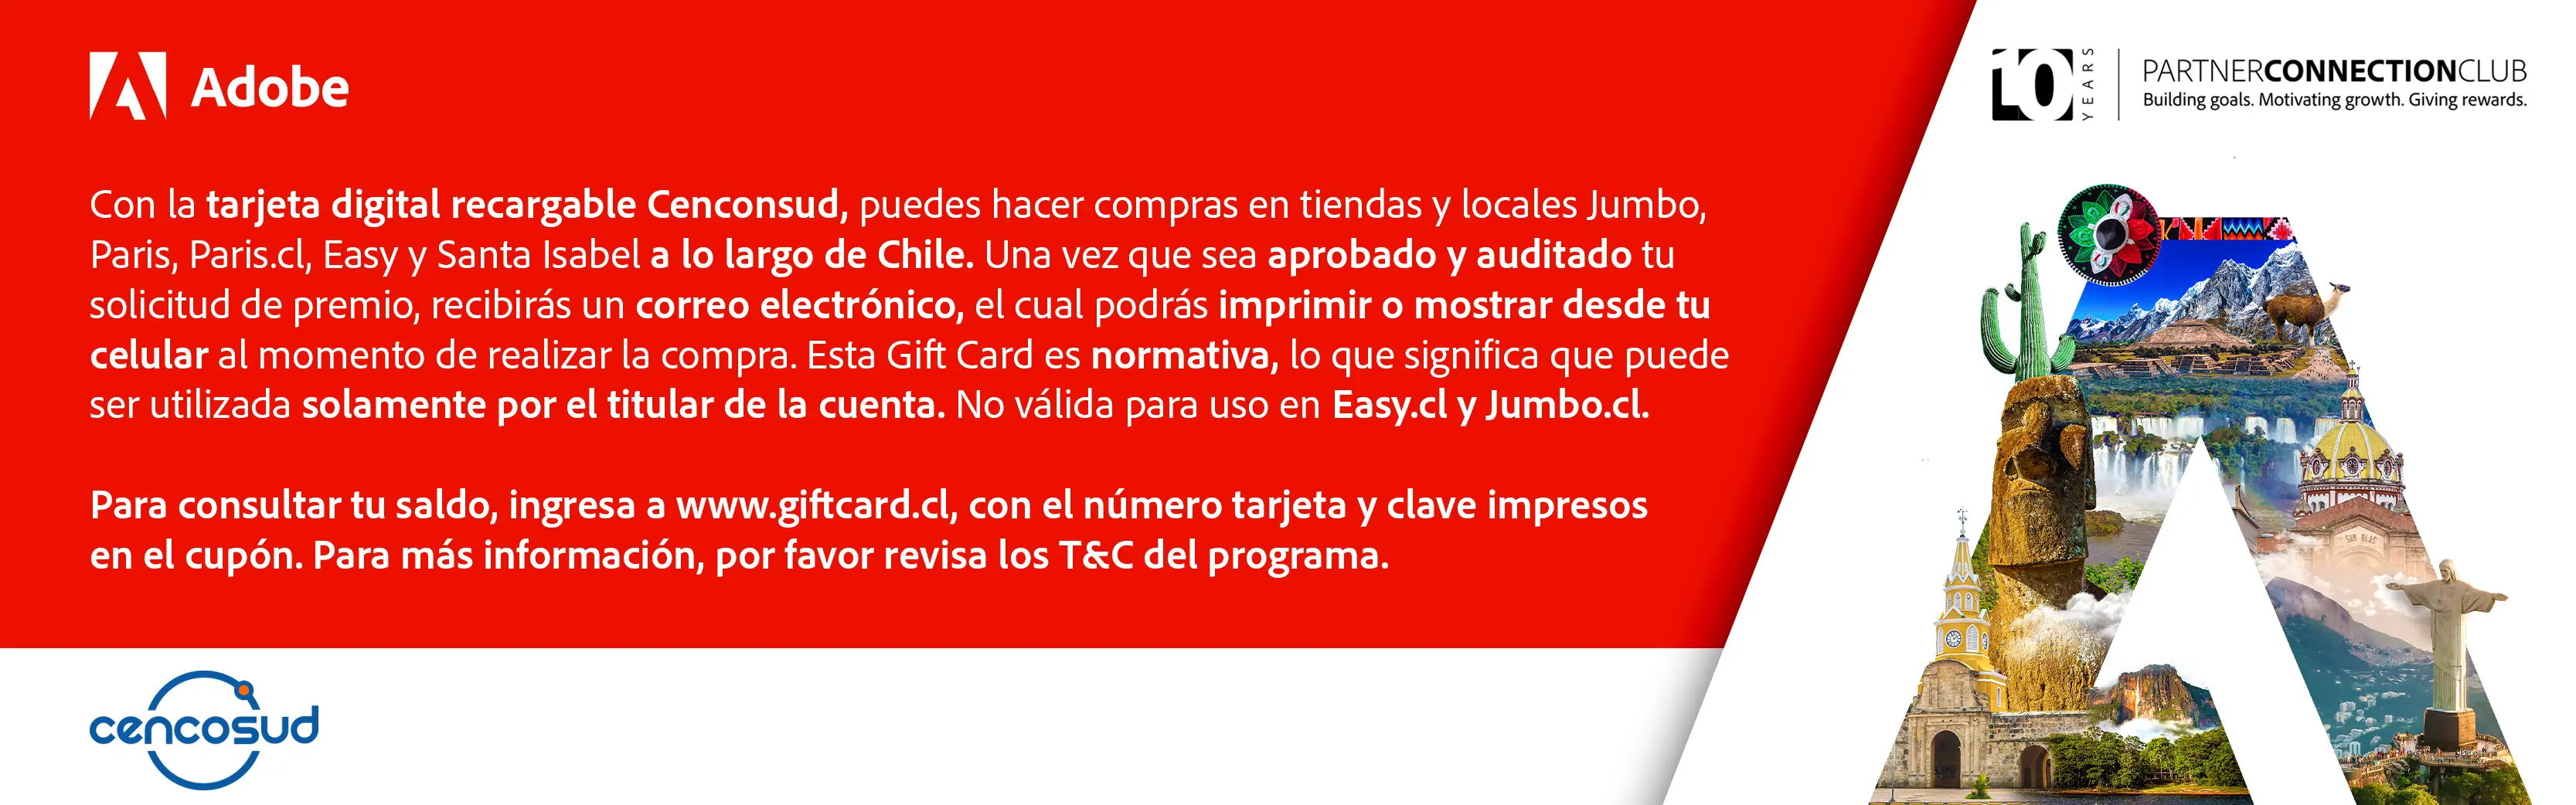 Adobe
10 YEARS
PARTNERCONNECTIONCLUB
Building goals. Motivating growth. Giving rewards.
Con la tarjeta digital recargable Cenconsud, puedes hacer compras en tiendas y locales Jumbo,
Paris, Paris.cl, Easy y Santa Isabel a lo largo de Chile. Una vez que sea aprobado y auditado tu
solicitud de premio, recibirás un correo electrónico, el cual podrás imprimir o mostrar desde tu
celular al momento de realizar la compra. Esta Gift Card es normativa, lo que significa que puede
ser utilizada solamente por el titular de la cuenta. No válida para uso en Easy.cl y Jumbo.cl.
Para consultar tu saldo, ingresa a www.giftcard.cl, con el número tarjeta y clave impresos
en el cupón. Para más información, por favor revisa los T&C del programa.
SAN BLAS
cencosud